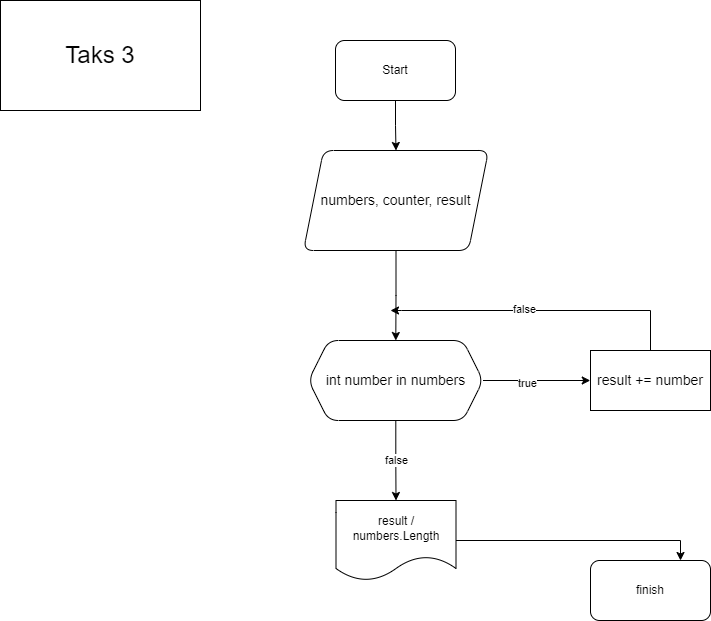 Taks 3
Start
numbers, counter, result
false
int number in numbers
true
result += number
false
result /
numbers.Length
finish